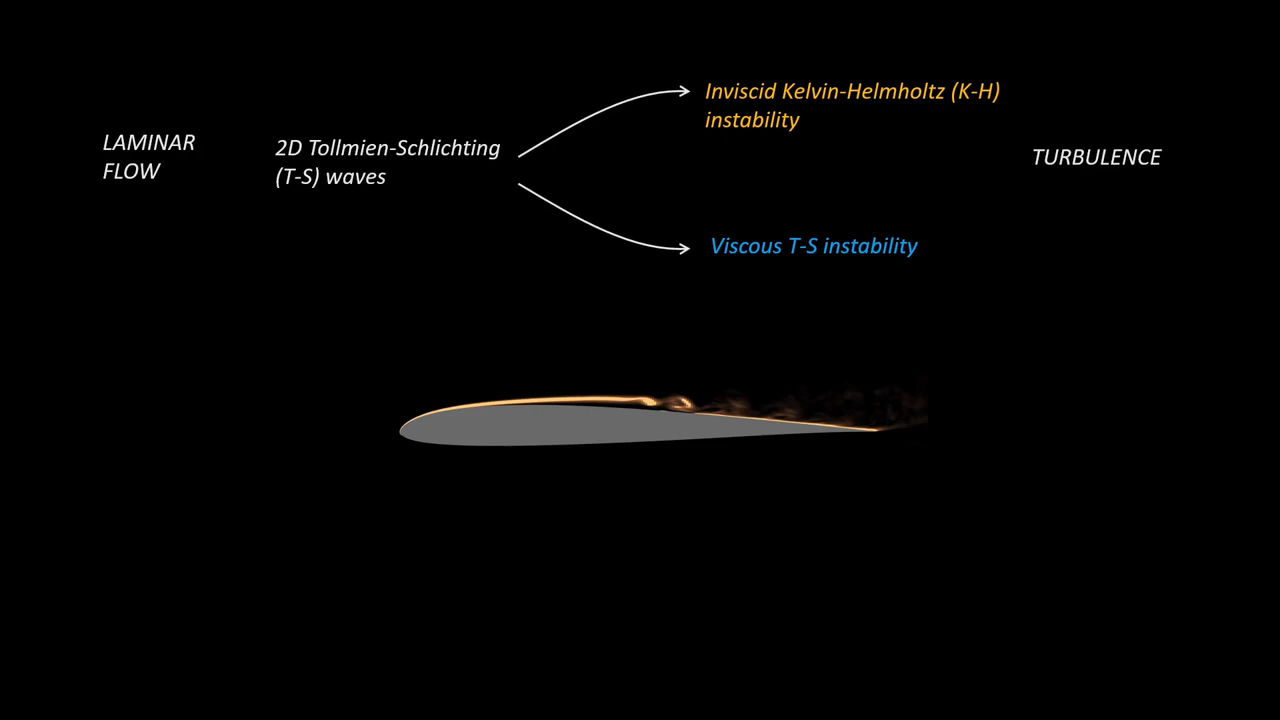 LAMINAR
FLOW
2D Tollmien-Schlichting
(T-S) waves
Inviscid Kelvin-Helmholtz (K-H)
instability
Viscous T-S instability
TURBULENCE